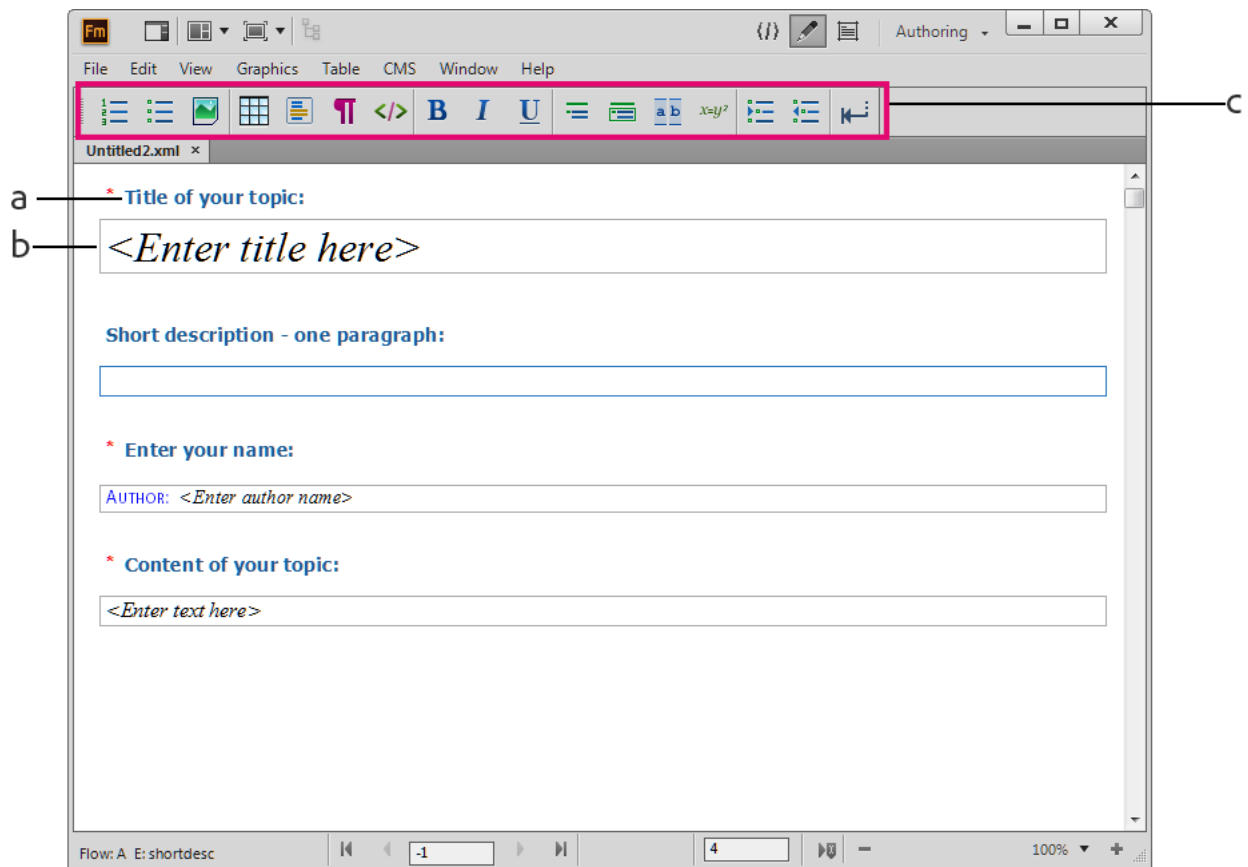 Fm
Authoring
File Edit View Graphics Table CMS Window Help
B I U a b x=y²
c
Untitled2.xml ×
a
* Title of your topic:
b
<Enter title here>
Short description - one paragraph:
* Enter your name:
AUTHOR: <Enter author name>
* Content of your topic:
<Enter text here>
Flow: A E: shortdesc -1 4 100%